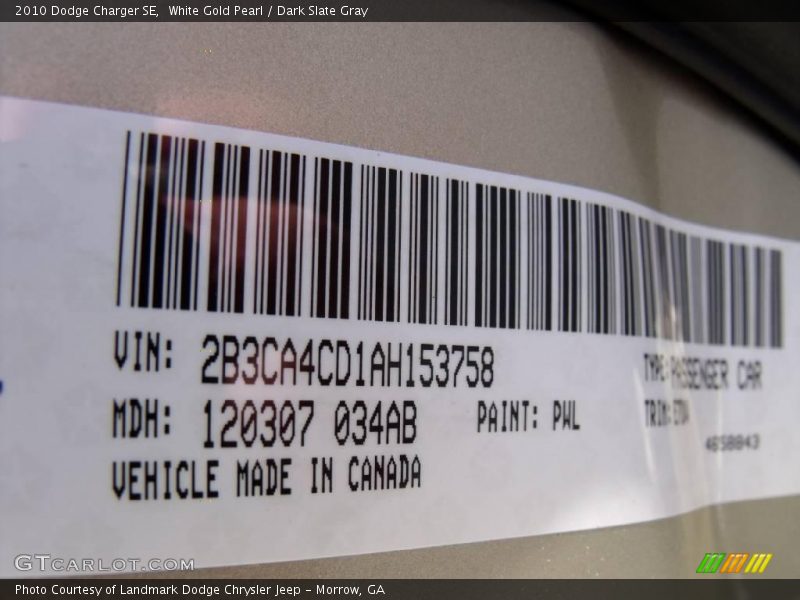 2010 Dodge Charger SE,  White Gold Pearl / Dark Slate Gray
VIN: 2B3CA4CD1AH153758
TYPE: PASSENGER CAR
MDH: 120307 034AB
PAINT: PWL
TRIM:
VEHICLE MADE IN CANADA
GTCARLOT.COM
Photo Courtesy of Landmark Dodge Chrysler Jeep – Morrow, GA